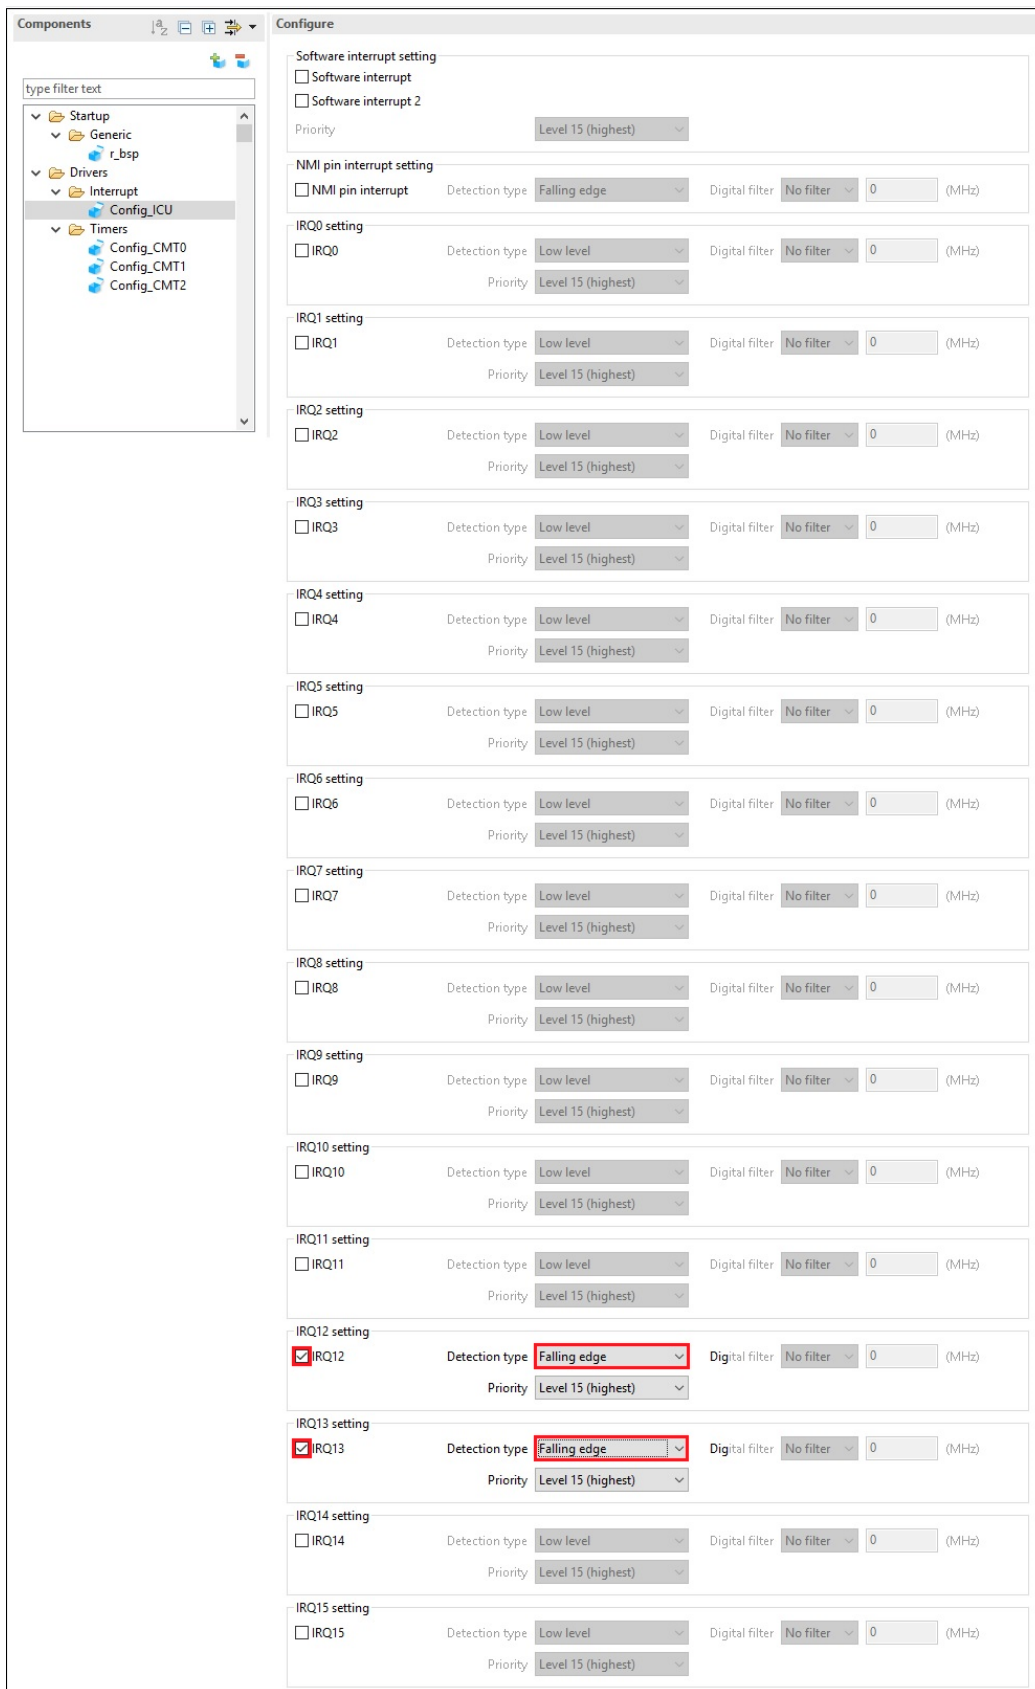 Components
type filter text
Startup
Generic
r_bsp
Drivers
Interrupt
Config_ICU
Timers
Config_CMT0
Config_CMT1
Config_CMT2
Configure
Software interrupt setting
Software interrupt
Software interrupt 2
Priority Level 15 (highest)
NMI pin interrupt setting
NMI pin interrupt Detection type Falling edge Digital filter No filter 0 (MHz)
IRQ0 setting
IRQ0 Detection type Low level Digital filter No filter 0 (MHz)
Priority Level 15 (highest)
IRQ1 setting
IRQ1 Detection type Low level Digital filter No filter 0 (MHz)
Priority Level 15 (highest)
IRQ2 setting
IRQ2 Detection type Low level Digital filter No filter 0 (MHz)
Priority Level 15 (highest)
IRQ3 setting
IRQ3 Detection type Low level Digital filter No filter 0 (MHz)
Priority Level 15 (highest)
IRQ4 setting
IRQ4 Detection type Low level Digital filter No filter 0 (MHz)
Priority Level 15 (highest)
IRQ5 setting
IRQ5 Detection type Low level Digital filter No filter 0 (MHz)
Priority Level 15 (highest)
IRQ6 setting
IRQ6 Detection type Low level Digital filter No filter 0 (MHz)
Priority Level 15 (highest)
IRQ7 setting
IRQ7 Detection type Low level Digital filter No filter 0 (MHz)
Priority Level 15 (highest)
IRQ8 setting
IRQ8 Detection type Low level Digital filter No filter 0 (MHz)
Priority Level 15 (highest)
IRQ9 setting
IRQ9 Detection type Low level Digital filter No filter 0 (MHz)
Priority Level 15 (highest)
IRQ10 setting
IRQ10 Detection type Low level Digital filter No filter 0 (MHz)
Priority Level 15 (highest)
IRQ11 setting
IRQ11 Detection type Low level Digital filter No filter 0 (MHz)
Priority Level 15 (highest)
IRQ12 setting
IRQ12 Detection type Falling edge Digital filter No filter 0 (MHz)
Priority Level 15 (highest)
IRQ13 setting
IRQ13 Detection type Falling edge Digital filter No filter 0 (MHz)
Priority Level 15 (highest)
IRQ14 setting
IRQ14 Detection type Low level Digital filter No filter 0 (MHz)
Priority Level 15 (highest)
IRQ15 setting
IRQ15 Detection type Low level Digital filter No filter 0 (MHz)
Priority Level 15 (highest)